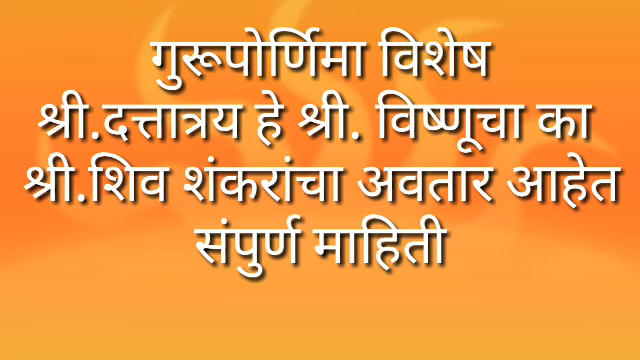 गुरूपोर्णिमा विशेष
श्री.दत्तात्रय हे श्री. विष्णूचा का
श्री.शिव शंकरांचा अवतार आहेत
संपुर्ण माहिती